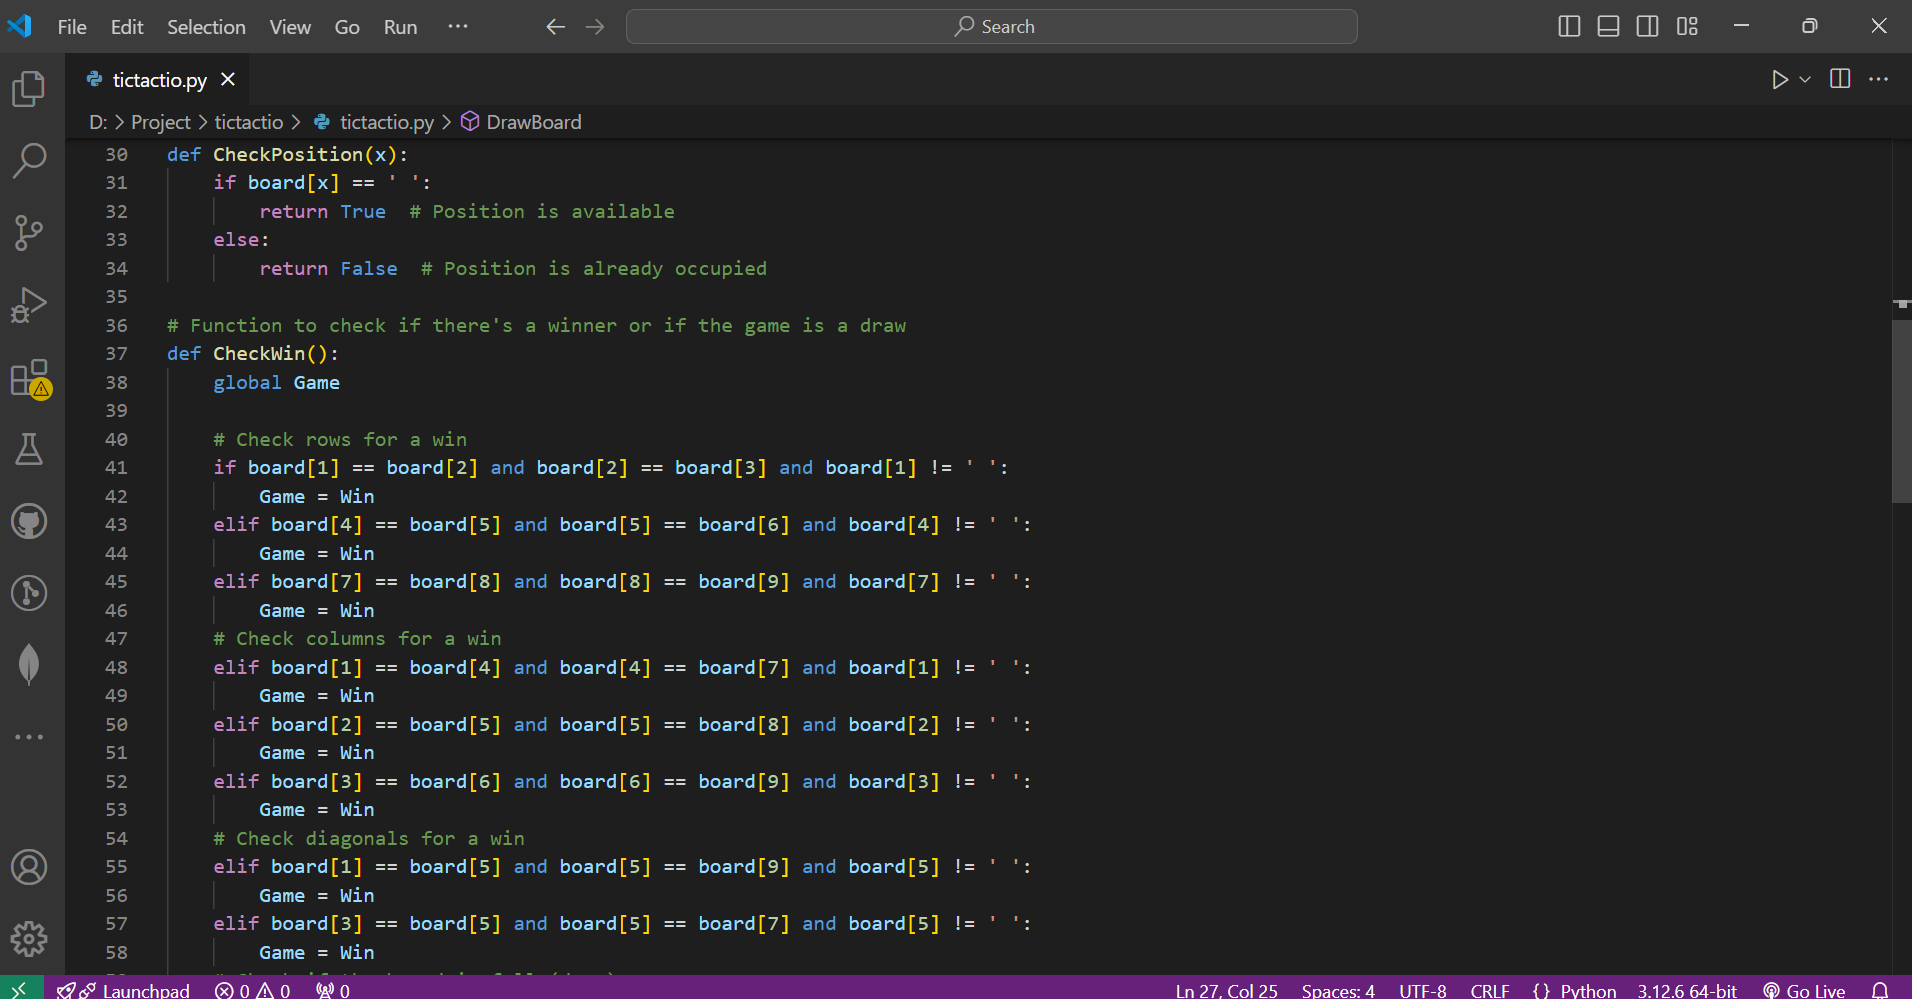 File Edit Selection View Go Run ··· Search
tictactio.py
D: > Project > tictactio > tictactio.py > DrawBoard
30 def CheckPosition(x):
31     if board[x] == ' ':
32         return True  # Position is available
33     else:
34         return False  # Position is already occupied
35
36 # Function to check if there's a winner or if the game is a draw
37 def CheckWin():
38     global Game
39
40     # Check rows for a win
41     if board[1] == board[2] and board[2] == board[3] and board[1] != ' ':
42         Game = Win
43     elif board[4] == board[5] and board[5] == board[6] and board[4] != ' ':
44         Game = Win
45     elif board[7] == board[8] and board[8] == board[9] and board[7] != ' ':
46         Game = Win
47     # Check columns for a win
48     elif board[1] == board[4] and board[4] == board[7] and board[1] != ' ':
49         Game = Win
50     elif board[2] == board[5] and board[5] == board[8] and board[2] != ' ':
51         Game = Win
52     elif board[3] == board[6] and board[6] == board[9] and board[3] != ' ':
53         Game = Win
54     # Check diagonals for a win
55     elif board[1] == board[5] and board[5] == board[9] and board[5] != ' ':
56         Game = Win
57     elif board[3] == board[5] and board[5] == board[7] and board[5] != ' ':
58         Game = Win
Launchpad 0 0 0 Ln 27, Col 25 Spaces: 4 UTF-8 CRLF {} Python 3.12.6 64-bit Go Live